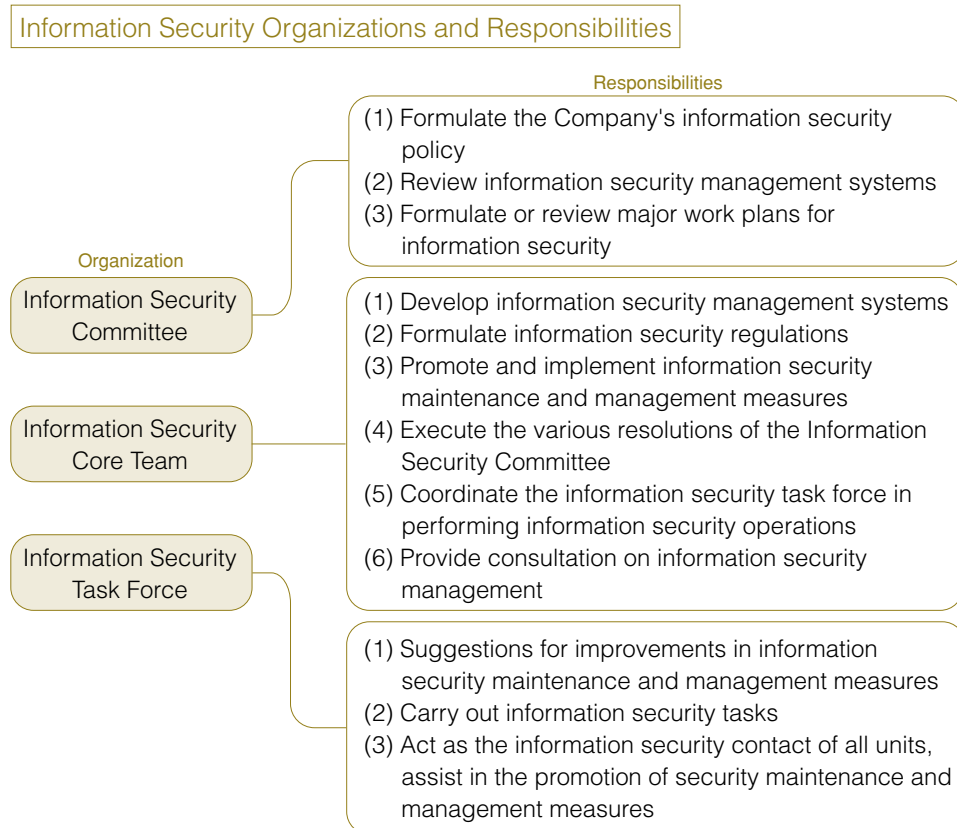 Information Security Organizations and Responsibilities
Responsibilities
(1) Formulate the Company's information security
policy
(2) Review information security management systems
(3) Formulate or review major work plans for
information security
Organization
Information Security
Committee
(1) Develop information security management systems
(2) Formulate information security regulations
(3) Promote and implement information security
maintenance and management measures
(4) Execute the various resolutions of the Information
Security Committee
(5) Coordinate the information security task force in
performing information security operations
(6) Provide consultation on information security
management
Information Security
Core Team
Information Security
Task Force
(1) Suggestions for improvements in information
security maintenance and management measures
(2) Carry out information security tasks
(3) Act as the information security contact of all units,
assist in the promotion of security maintenance and
management measures